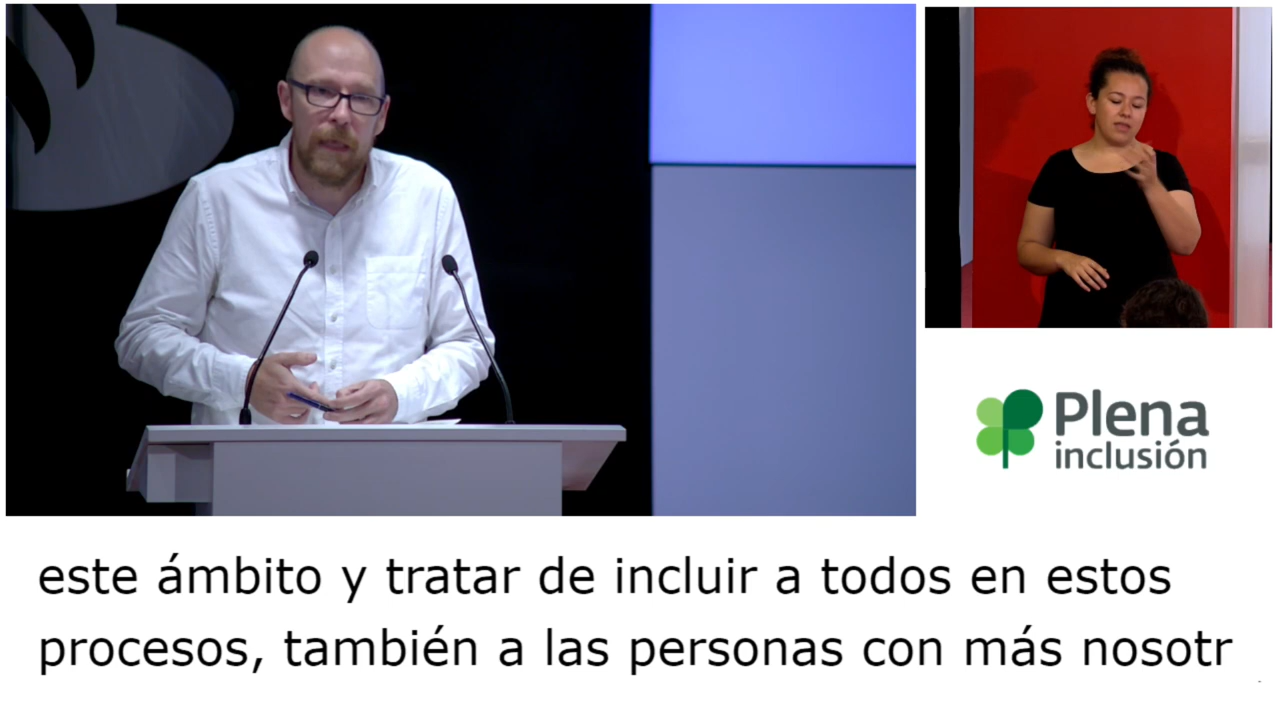 Plena
inclusión
este ámbito y tratar de incluir a todos en estos
procesos, también a las personas con más nosotr